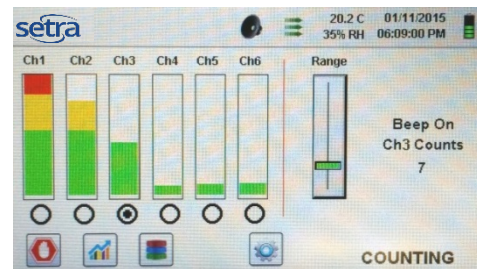 setra
20.2 C 01/11/2015
35% RH 06:09:00 PM
Ch1 Ch2 Ch3 Ch4 Ch5 Ch6 Range
Beep On
Ch3 Counts
7
COUNTING